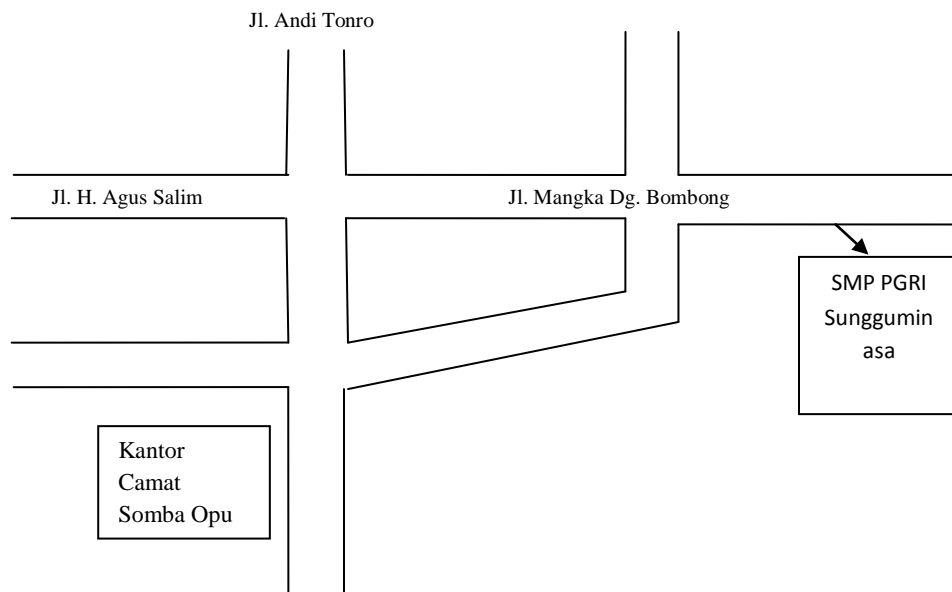 Jl. Andi Tonro
Jl. H. Agus Salim
Jl. Mangka Dg. Bombong
SMP PGRI
Sunggumin
asa
Kantor
Camat
Somba Opu